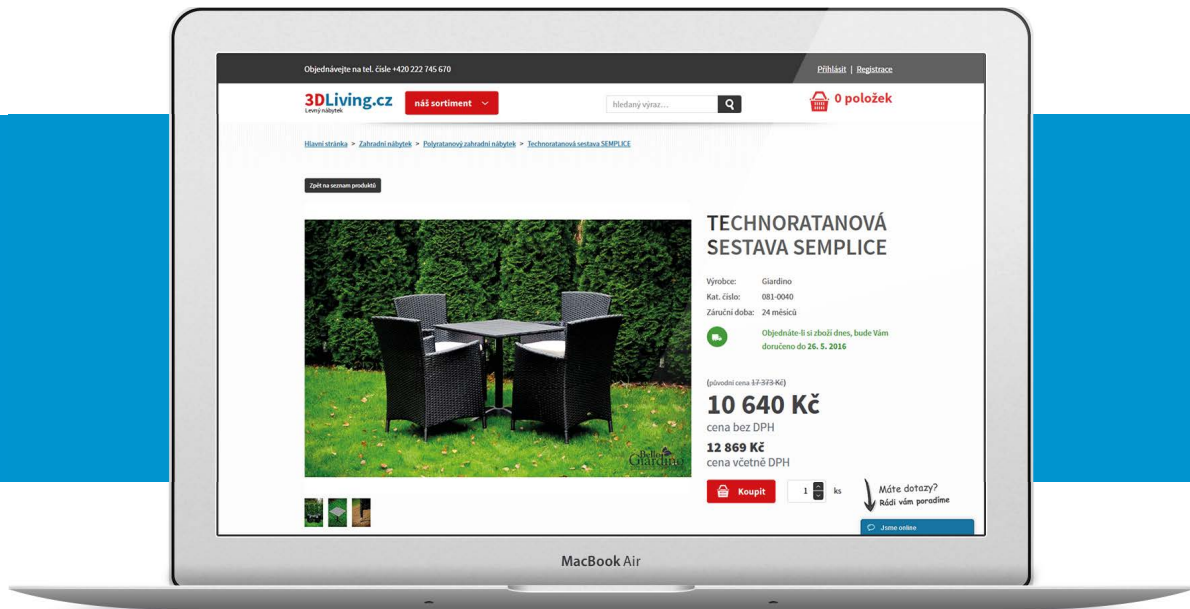 Objednávejte na tel. čísle +420 222 745 670
Přihlásit | Registrace
3DLiving.cz
Levný nábytek
náš sortiment
hledaný výraz...
0 položek
Hlavní stránka > Zahradní nábytek > Polyratanový zahradní nábytek > Technoratanová sestava SEMPLICE
Zpět na seznam produktů
TECHNORATANOVÁ
SESTAVA SEMPLICE
Výrobce: Giardino
Kat. číslo: 081-0040
Záruční doba: 24 měsíců
Objednáte-li si zboží dnes, bude Vám
doručeno do 26. 5. 2016
(původní cena 17 373 Kč)
10 640 Kč
cena bez DPH
12 869 Kč
cena včetně DPH
Bello
Giardino
Koupit
1
ks
Máte dotazy?
Rádi vám poradíme
Jsme online
MacBook Air